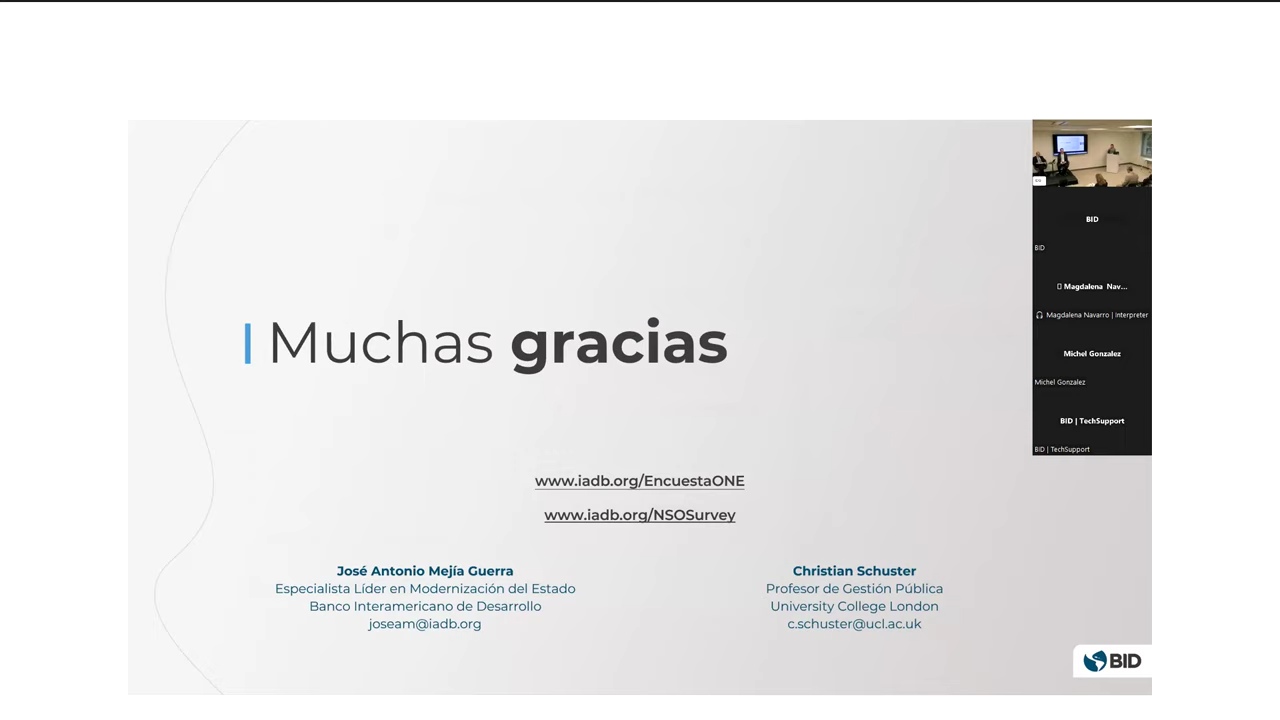 Muchas gracias
www.iadb.org/EncuestaONE
www.iadb.org/NSOSurvey
José Antonio Mejía Guerra
Especialista Líder en Modernización del Estado
Banco Interamericano de Desarrollo
joseam@iadb.org
Christian Schuster
Profesor de Gestión Pública
University College London
c.schuster@ucl.ac.uk
BID
BID
BID
Magdalena Nav...
Magdalena Navarro | Interpreter
Michel Gonzalez
Michel Gonzalez
BID | TechSupport
BID | TechSupport